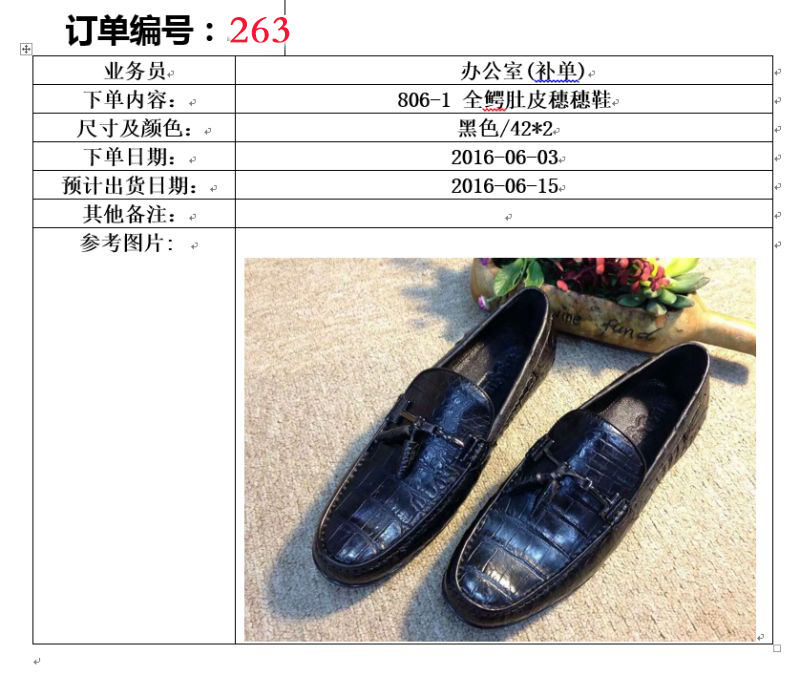 订单编号：263
业务员 办公室(补单)
下单内容： 806-1 全鳄肚皮穗穗鞋
尺寸及颜色： 黑色/42*2
下单日期： 2016-06-03
预计出货日期： 2016-06-15
其他备注：
参考图片:
fund